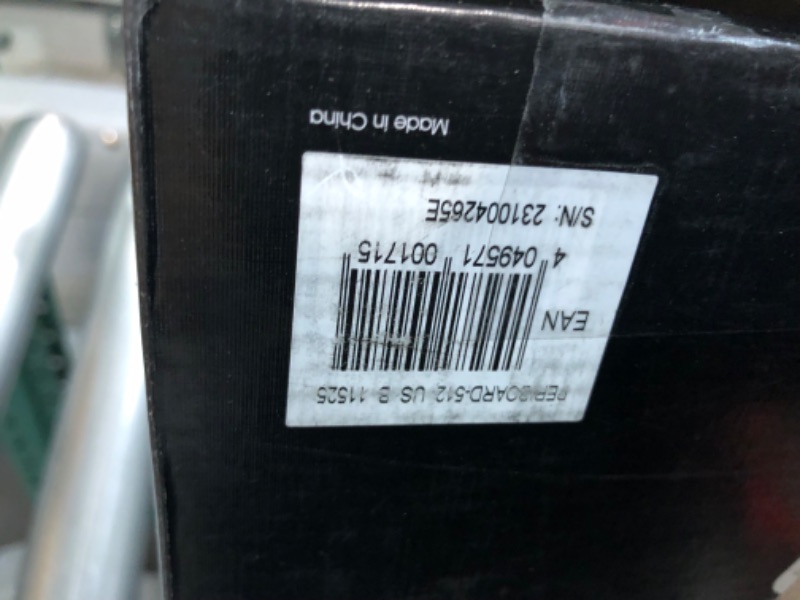 PERIBOARD-512 US B 11525
EAN
4 049571 001715
S/N: 231004265E
Made in China